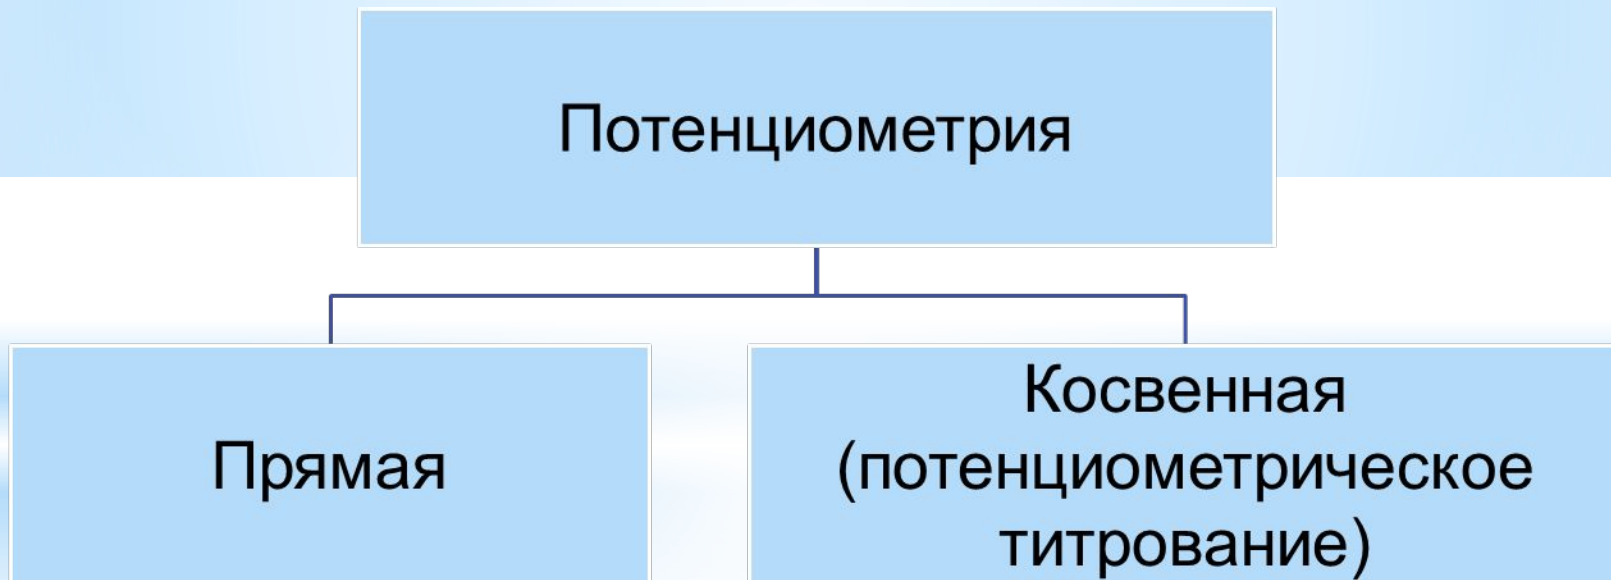 Потенциометрия
Прямая
Косвенная
(потенциометрическое
титрование)